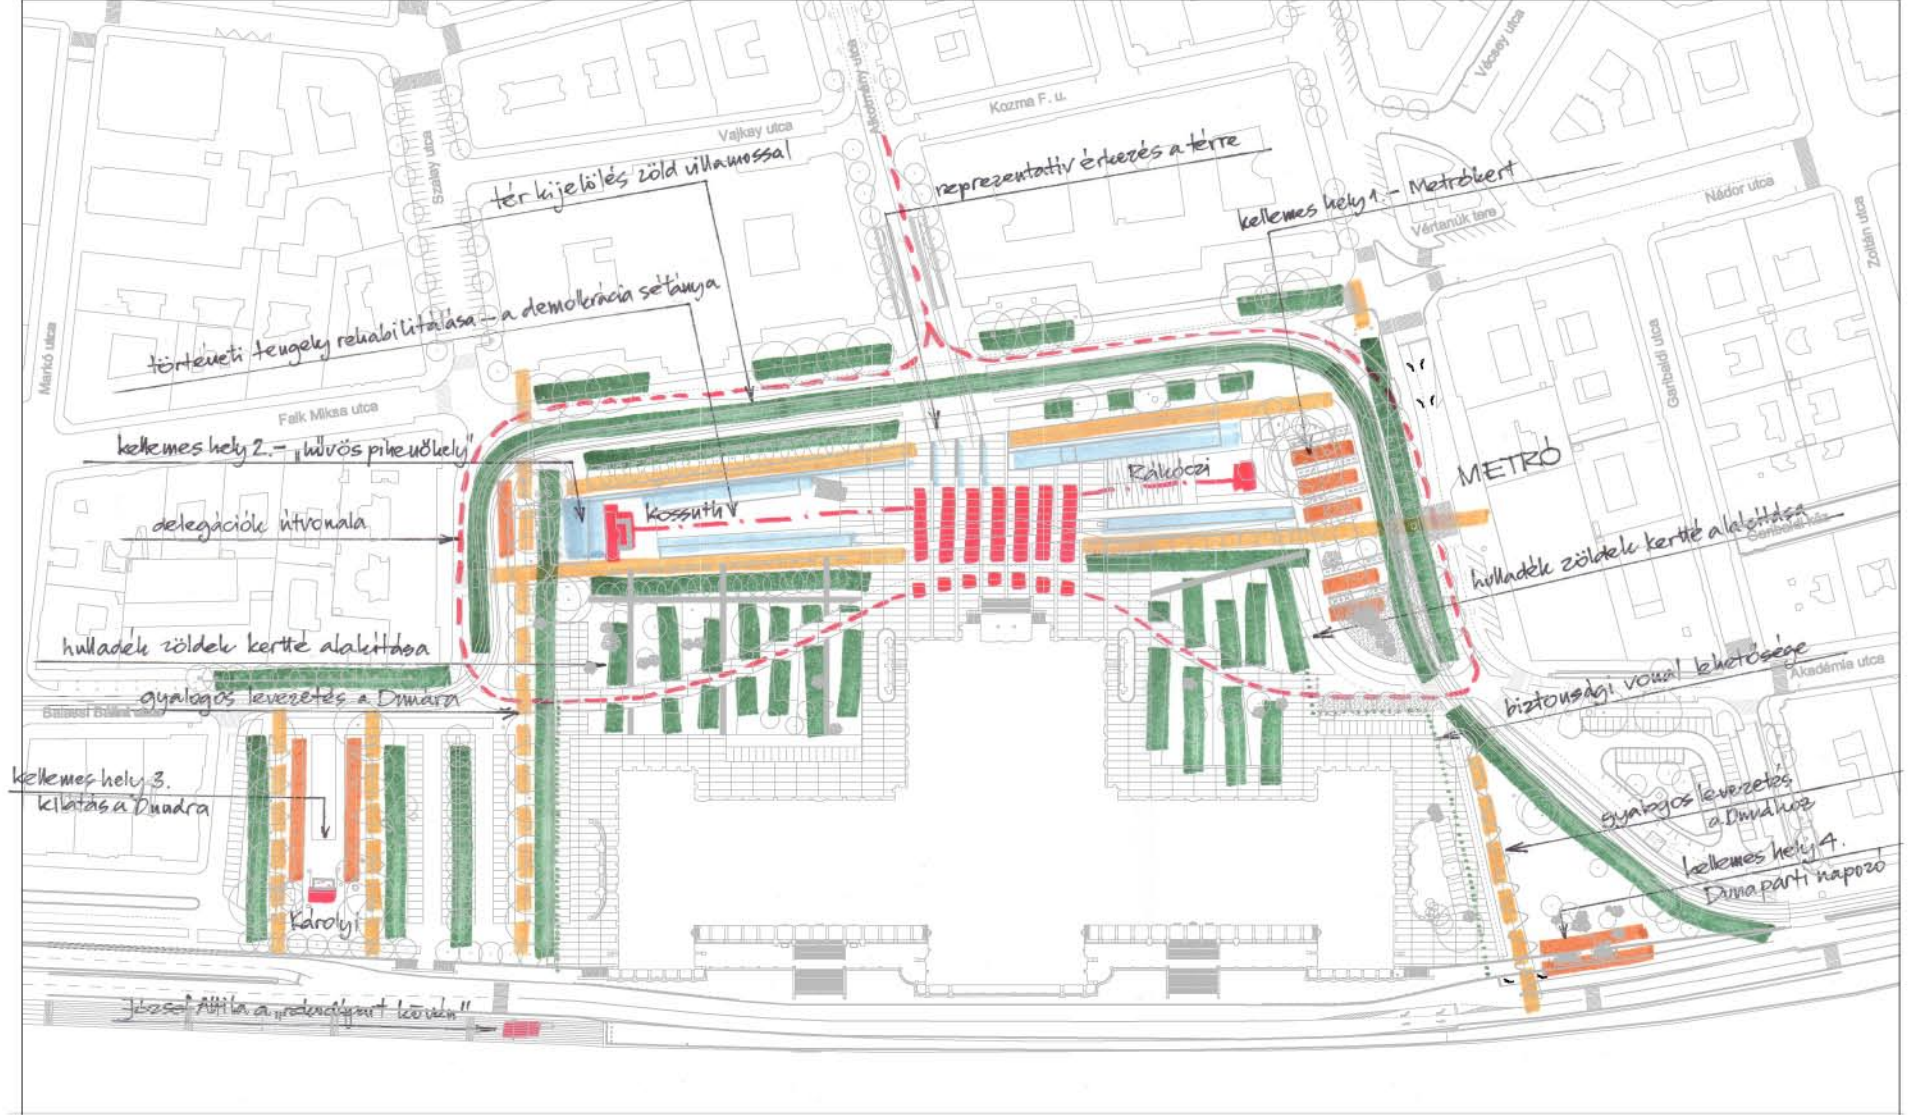 Alkotmány utca
Vécsey utca
Kozma F. u.
Szalay utca
Vajkay utca
tér kijelölés zöld villamossal
reprezentatív érkezés a térre
kellemes hely 1. – Metrókert
Nádor utca
Vértanúk tere
Zoltán utca
történeti tengely rehabilitálása – a demokrácia sétánya
Markó utca
Garibaldi utca
Falk Miksa utca
kellemes hely 2. – „hűvös pihenőhely"
Rákóczi
METRÓ
Kossuth
delegációk útvonala
hulladék zöldek kertté alakítása
hulladék zöldek kertté alakítása
biztonsági vonal lehetősége
Akadémia utca
gyalogos levezetés a Dunára
Balassi Bálint
kellemes hely 3.
kilátás a Dunára
gyalogos levezetés
a Dunához
kellemes hely 4.
Dunaparti napozó
Károlyi
József Attila a „rakodópart kövén"